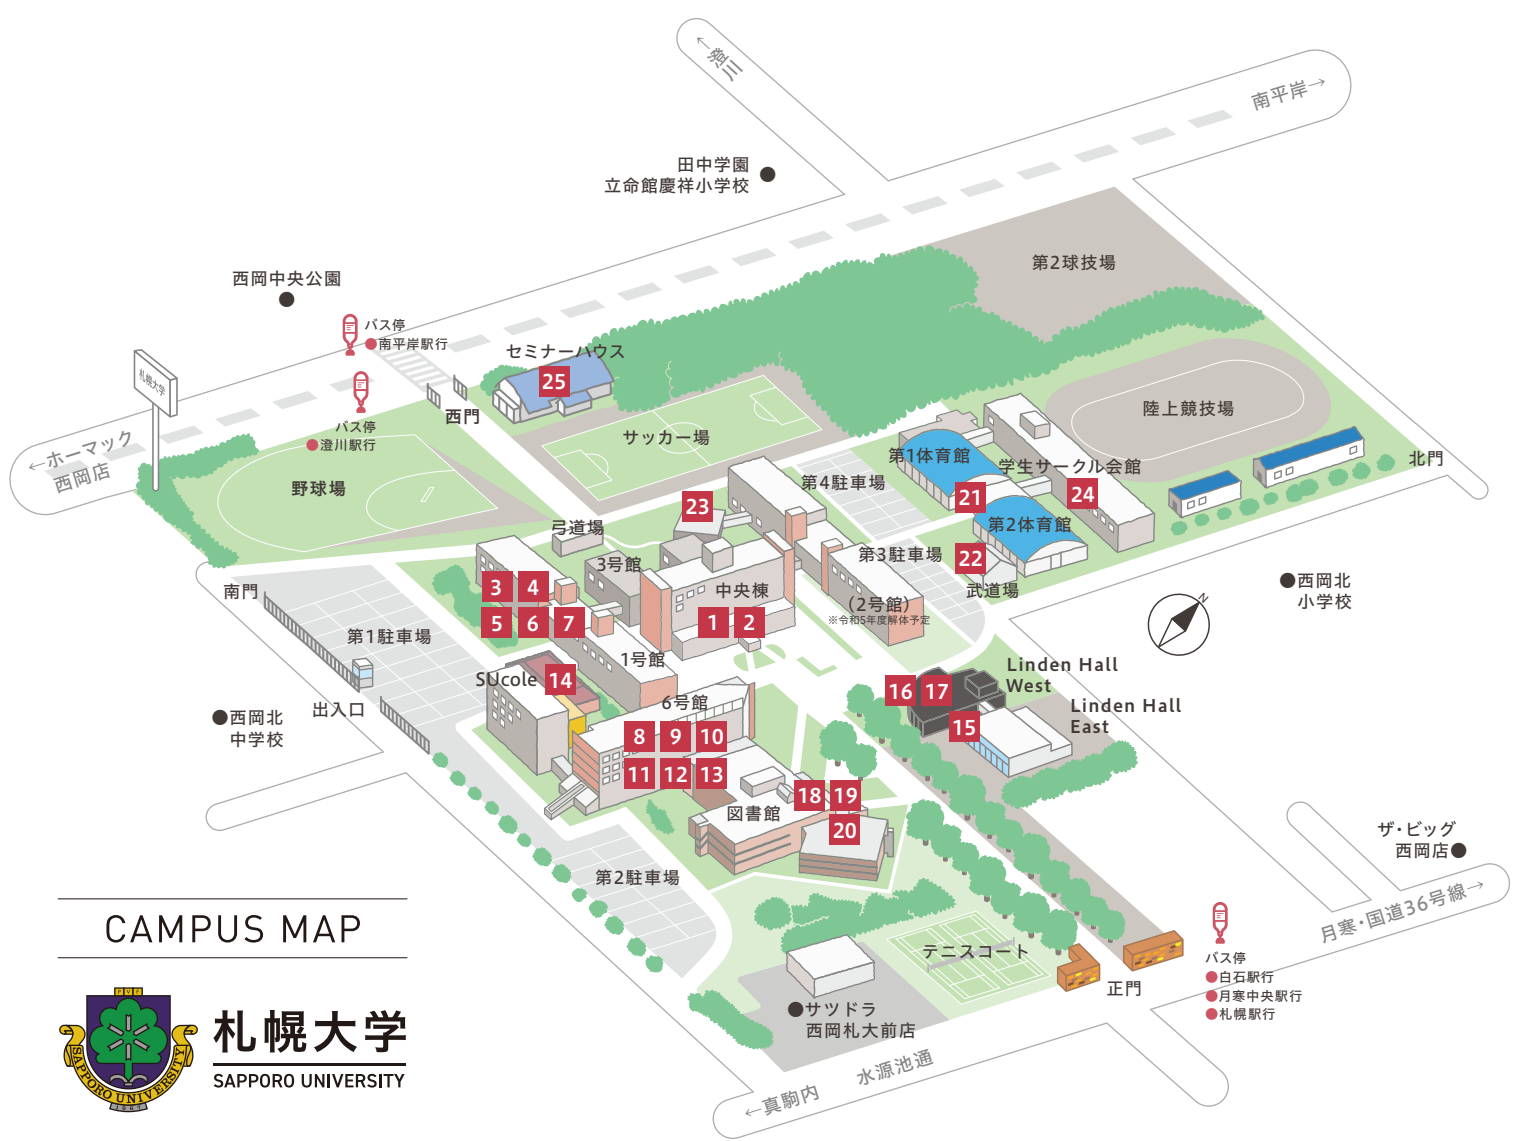 ←澄川
南平岸→
田中学園
立命館慶祥小学校
第2球技場
西岡中央公園
バス停
南平岸駅行
セミナーハウス
25
札幌大学
バス停
澄川駅行
西門
サッカー場
陸上競技場
←ホーマック
西岡店
野球場
第1体育館
学生サークル会館
北門
第4駐車場
21
24
23
第2体育館
弓道場
第3駐車場
22
3号館
武道場
南門
3 4
中央棟
(2号館)
※令和5年度解体予定
西岡北
小学校
N
5 6 7
1 2
第1駐車場
1号館
SUcole
14
Linden Hall
West
16 17
6号館
Linden Hall
East
15
出入口
西岡北
中学校
8 9 10
11 12 13
18 19
20
図書館
ザ・ビッグ
西岡店
第2駐車場
月寒・国道36号線→
CAMPUS MAP
テニスコート
正門
バス停
白石駅行
月寒中央駅行
札幌駅行
サツドラ
西岡札大前店
水源池通
←真駒内
札幌大学
SAPPORO UNIVERSITY
SAPPORO UNIVERSITY
1967